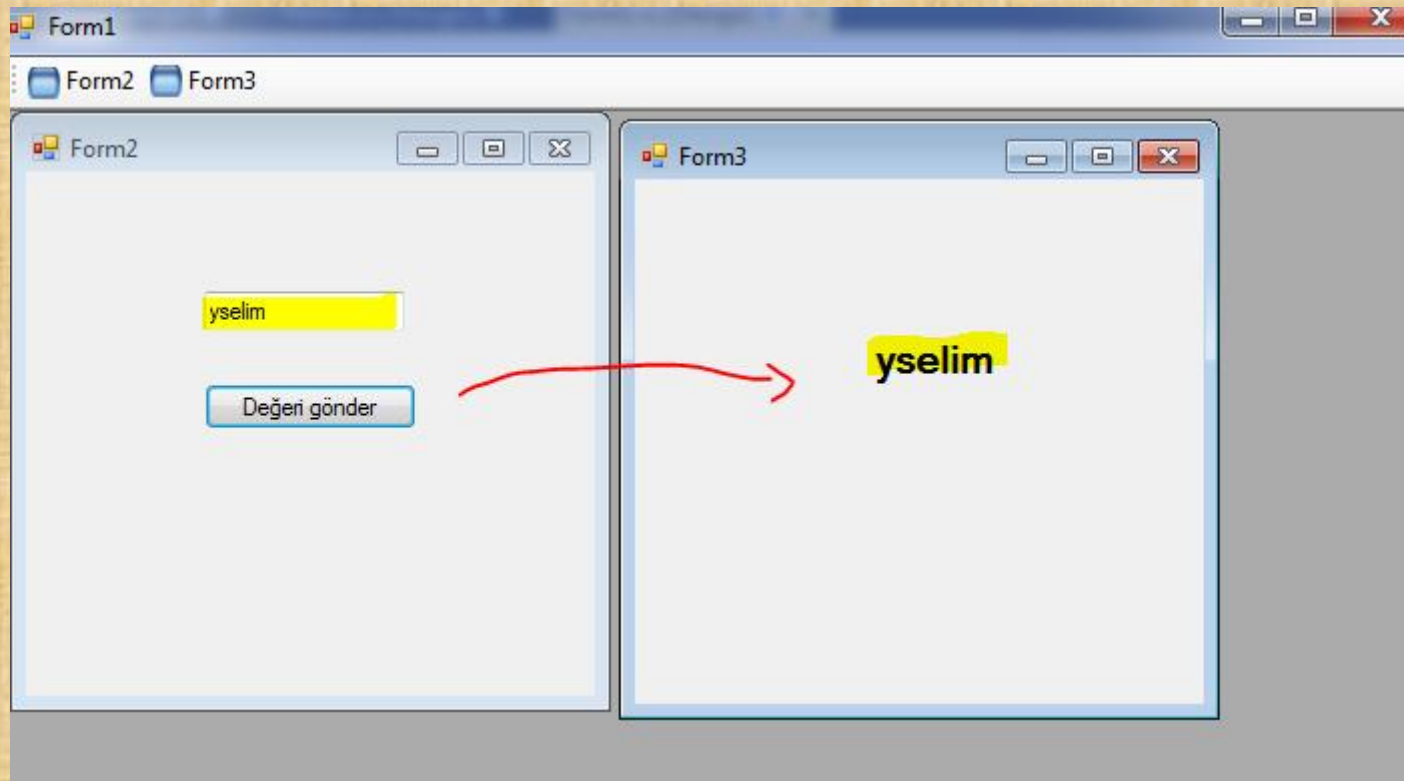 Form1
Form2 Form3
Form2
yselim
Değeri gönder
Form3
yselim